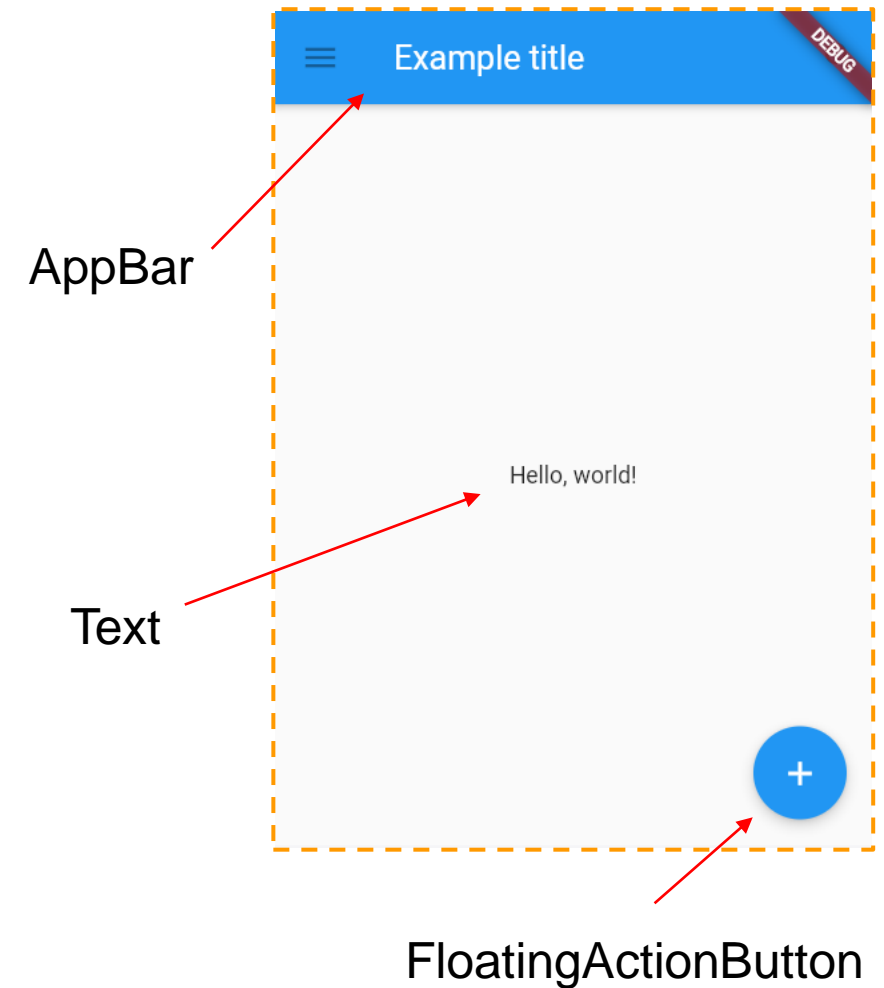 Example title
DEBUG
AppBar
Hello, world!
Text
+
FloatingActionButton